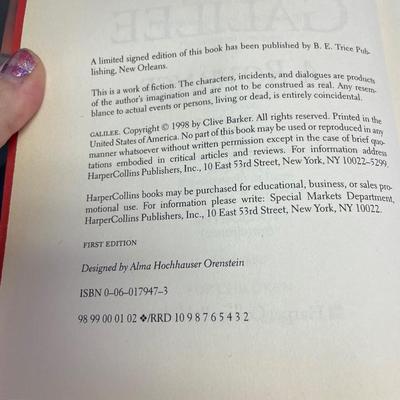 A limited signed edition of this book has been published by B. E. Trice Pub-
lishing, New Orleans.
This is a work of fiction. The characters, incidents, and dialogues are products
of the author's imagination and are not to be construed as real. Any resem-
blance to actual events or persons, living or dead, is entirely coincidental.
GALILEE. Copyright © 1998 by Clive Barker. All rights reserved. Printed in the
United States of America. No part of this book may be used or reproduced in any
manner whatsoever without written permission except in the case of brief quo-
tations embodied in critical articles and reviews. For information address
HarperCollins Publishers, Inc., 10 East 53rd Street, New York, NY 10022–5299.
HarperCollins books may be purchased for educational, business, or sales pro-
motional use. For information please write: Special Markets Department,
HarperCollins Publishers, Inc., 10 East 53rd Street, New York, NY 10022.
FIRST EDITION
Designed by Alma Hochhauser Orenstein
ISBN 0–06–017947–3
98 99 00 01 02 ❖/RRD 10 9 8 7 6 5 4 3 2